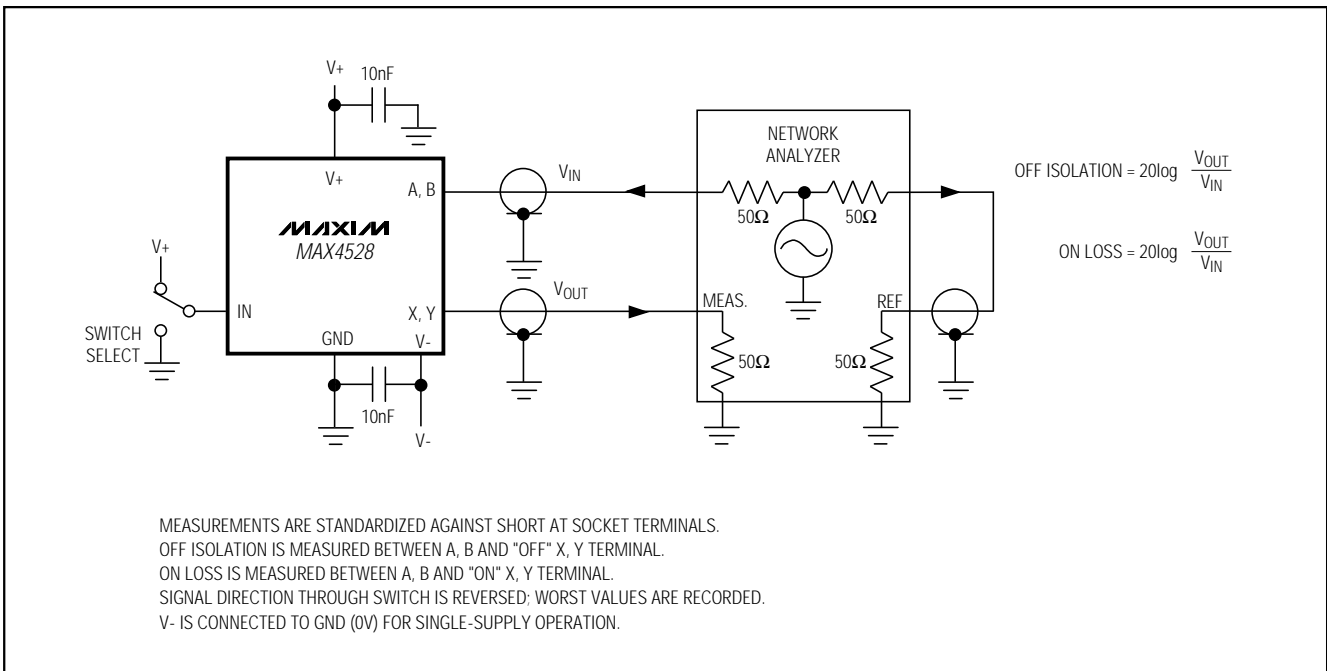 V+
10nF
V+
A, B
MAXIM
MAX4528
V+
IN
SWITCH
SELECT
GND
X, Y
V-
10nF
V-
VIN
VOUT
NETWORK
ANALYZER
50Ω
50Ω
MEAS.
REF
50Ω
50Ω
OFF ISOLATION = 20log VOUT
VIN
ON LOSS = 20log VOUT
VIN
MEASUREMENTS ARE STANDARDIZED AGAINST SHORT AT SOCKET TERMINALS.
OFF ISOLATION IS MEASURED BETWEEN A, B AND "OFF" X, Y TERMINAL.
ON LOSS IS MEASURED BETWEEN A, B AND "ON" X, Y TERMINAL.
SIGNAL DIRECTION THROUGH SWITCH IS REVERSED; WORST VALUES ARE RECORDED.
V- IS CONNECTED TO GND (0V) FOR SINGLE-SUPPLY OPERATION.